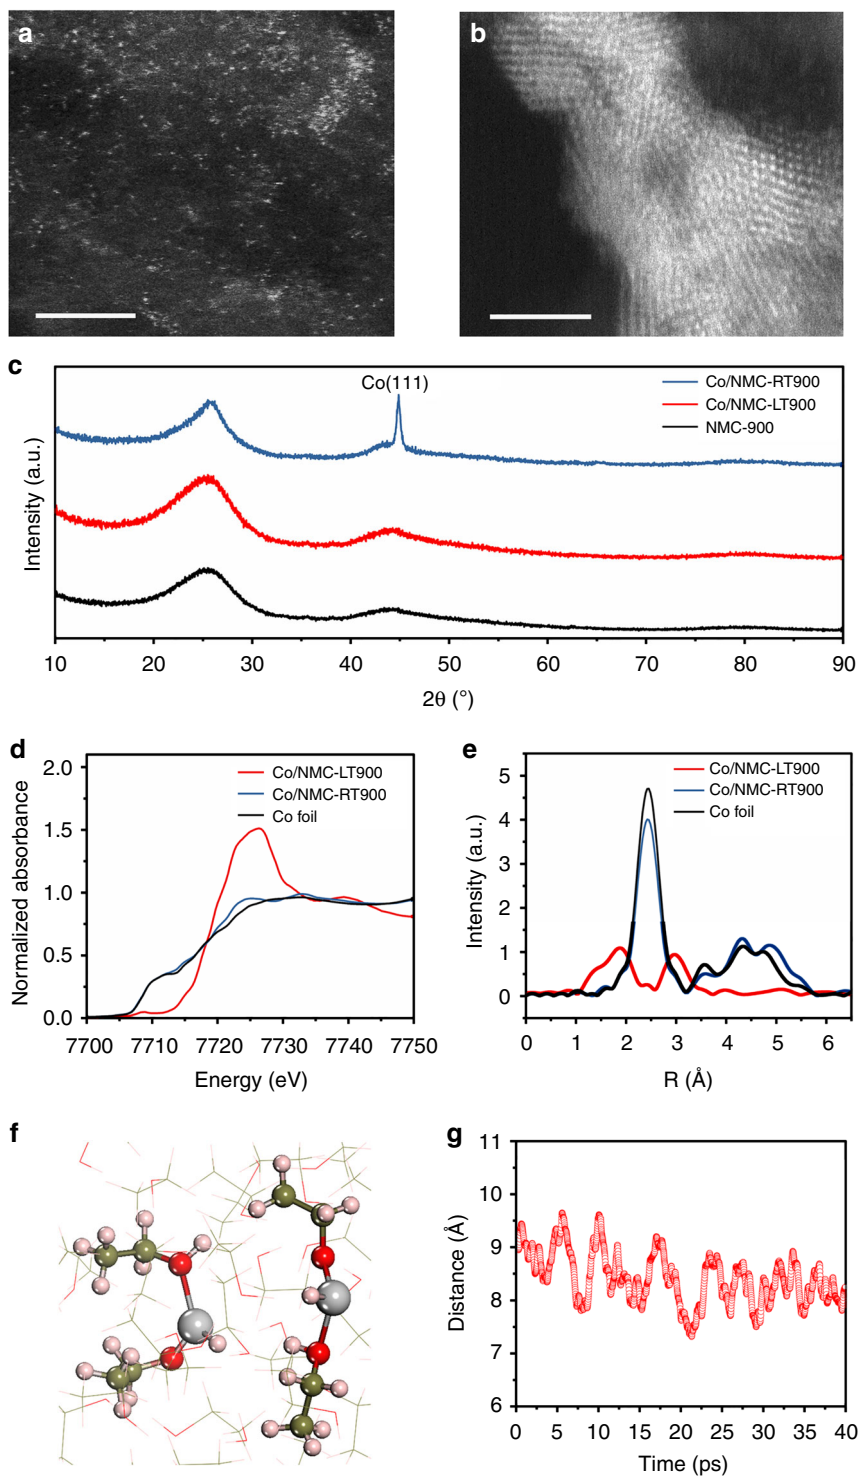 a
b
c
Co(111)
Co/NMC-RT900
Co/NMC-LT900
NMC-900
Intensity (a.u.)
10 20 30 40 50 60 70 80 90
2θ (°)
d
2.0
1.5
1.0
0.5
0.0
Normalized absorbance
Co/NMC-LT900
Co/NMC-RT900
Co foil
7700 7710 7720 7730 7740 7750
Energy (eV)
e
5
4
3
2
1
0
Intensity (a.u.)
Co/NMC-LT900
Co/NMC-RT900
Co foil
0 1 2 3 4 5 6
R (Å)
f
g
11
10
9
8
7
6
Distance (Å)
0 5 10 15 20 25 30 35 40
Time (ps)